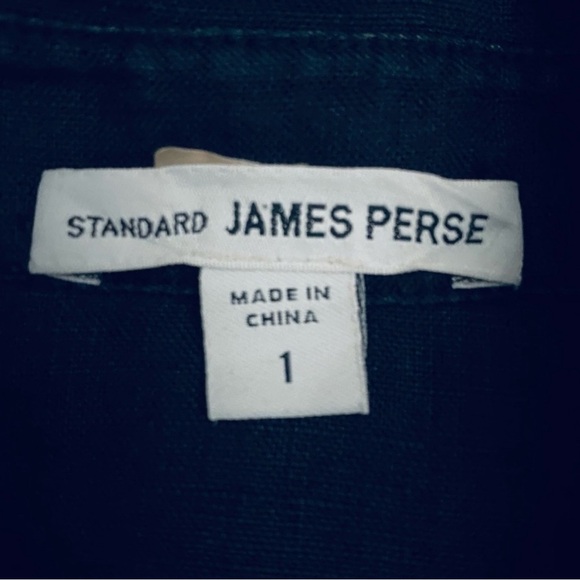 STANDARD JAMES PERSE
MADE IN
CHINA
1